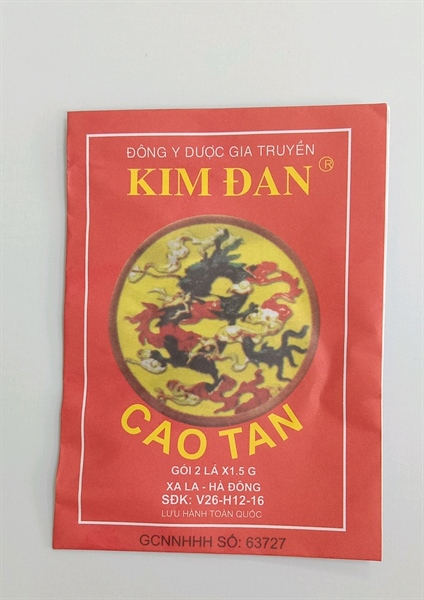 ĐÔNG Y DƯỢC GIA TRUYỀN
KIM ĐAN ®
CAO TAN
GÓI 2 LÁ X1.5 G
XA LA - HÀ ĐÔNG
SĐK: V26-H12-16
LƯU HÀNH TOÀN QUỐC
GCNNHHH SỐ: 63727